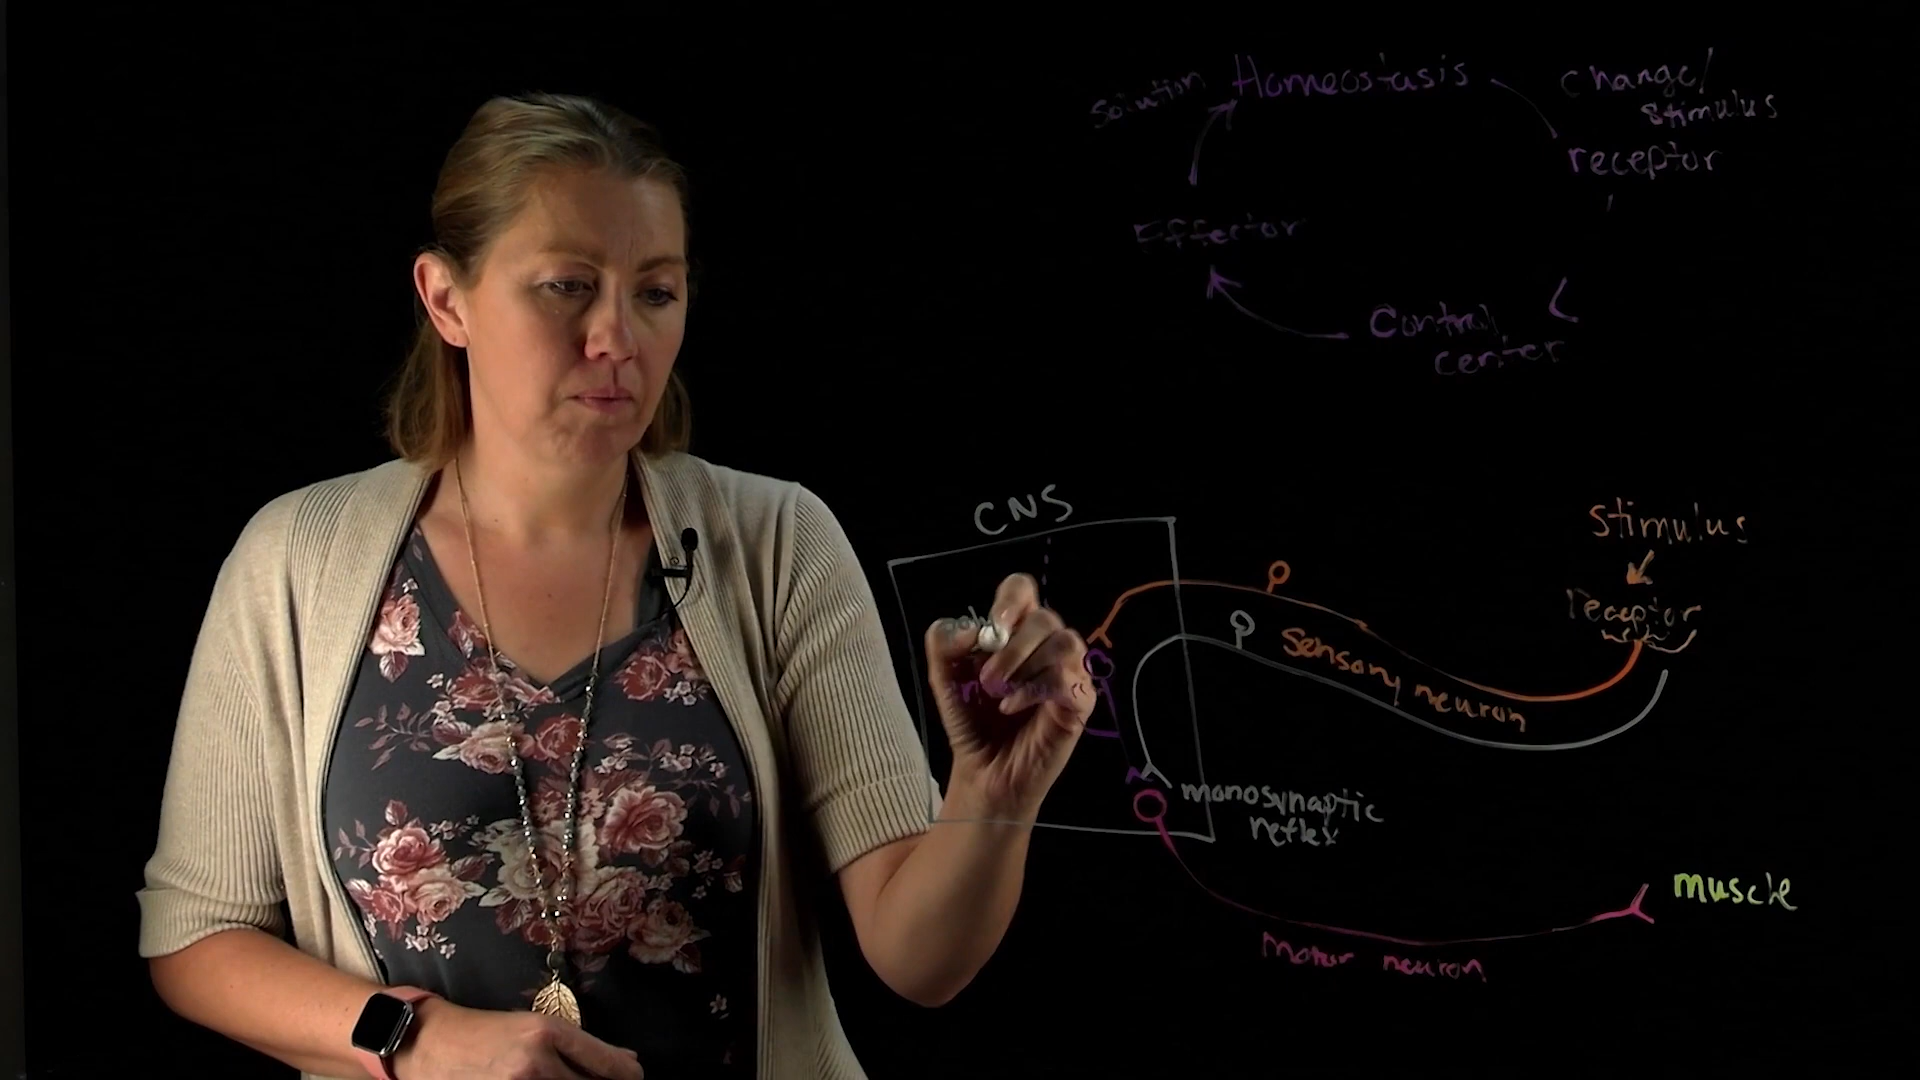 Solution
Homeostasis
Change/
Stimulus
receptor
Effector
Control
center
CNS
Stimulus
receptor
Sensory neuron
monosynaptic
reflex
muscle
Motor neuron